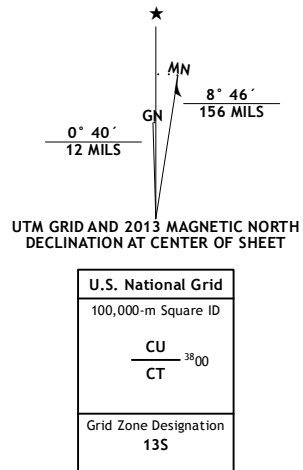 ★
MN
GN
8° 46´
156 MILS
0° 40´
12 MILS
UTM GRID AND 2013 MAGNETIC NORTH
DECLINATION AT CENTER OF SHEET
U.S. National Grid
100,000-m Square ID
CU
3800
CT
Grid Zone Designation
13S